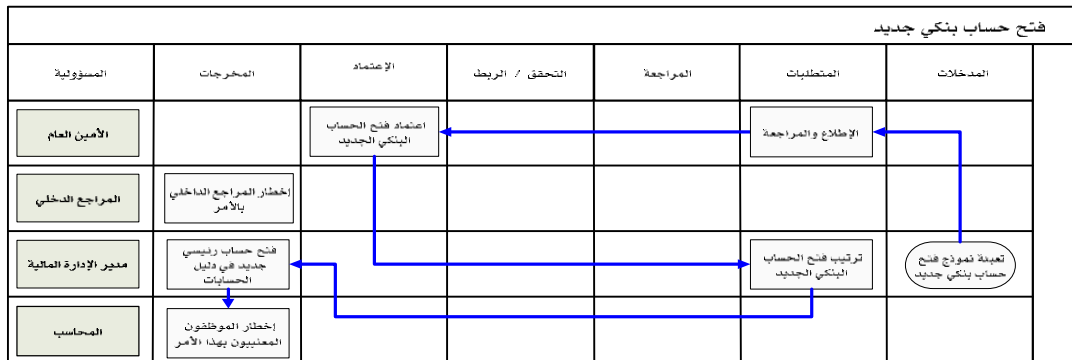 فتح حساب بنكي جديد
المدخلات
المتطلبات
المراجعة
التحقق / الربط
الإعتماد
المخرجات
المسؤولية
الإطلاع والمراجعة
اعتماد فتح الحساب
البنكي الجديد
الأمين العام
إخطار المراجع الداخلي
بالأمر
المراجع الدخلي
تعبئة نموذج فتح
حساب بنكي جديد
ترتيب فتح الحساب
البنكي الجديد
فتح حساب رئيسي
جديد في دليل
الحسابات
مدير الإدارة المالية
إخطار الموظفون
المعنييون بهذا الأمر
المحاسب